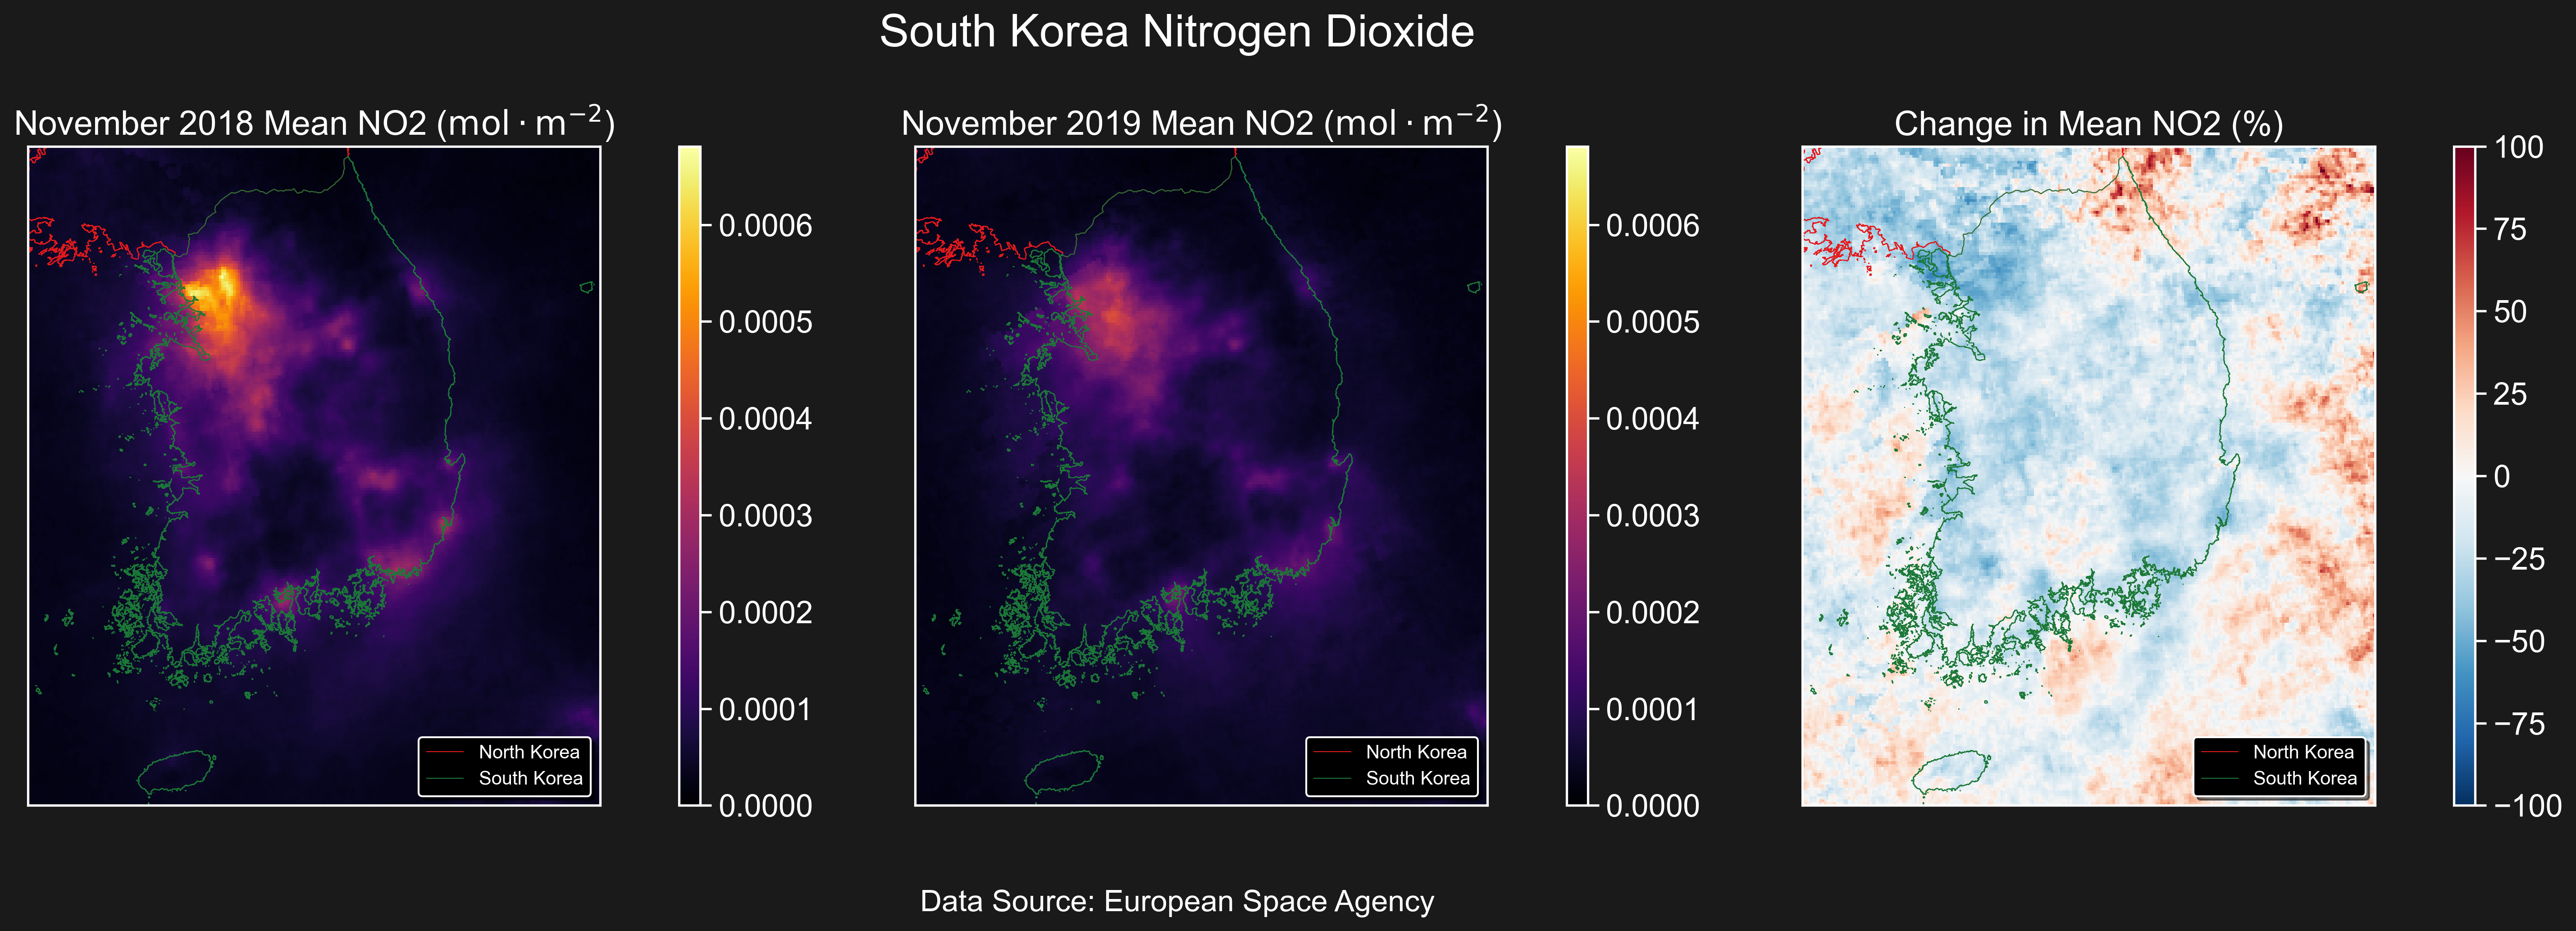 South Korea Nitrogen Dioxide
November 2018 Mean NO2 (mol · m⁻²)
0.0006
0.0005
0.0004
0.0003
0.0002
0.0001
0.0000
North Korea
South Korea
November 2019 Mean NO2 (mol · m⁻²)
0.0006
0.0005
0.0004
0.0003
0.0002
0.0001
0.0000
North Korea
South Korea
Change in Mean NO2 (%)
100
75
50
25
0
−25
−50
−75
−100
North Korea
South Korea
Data Source: European Space Agency